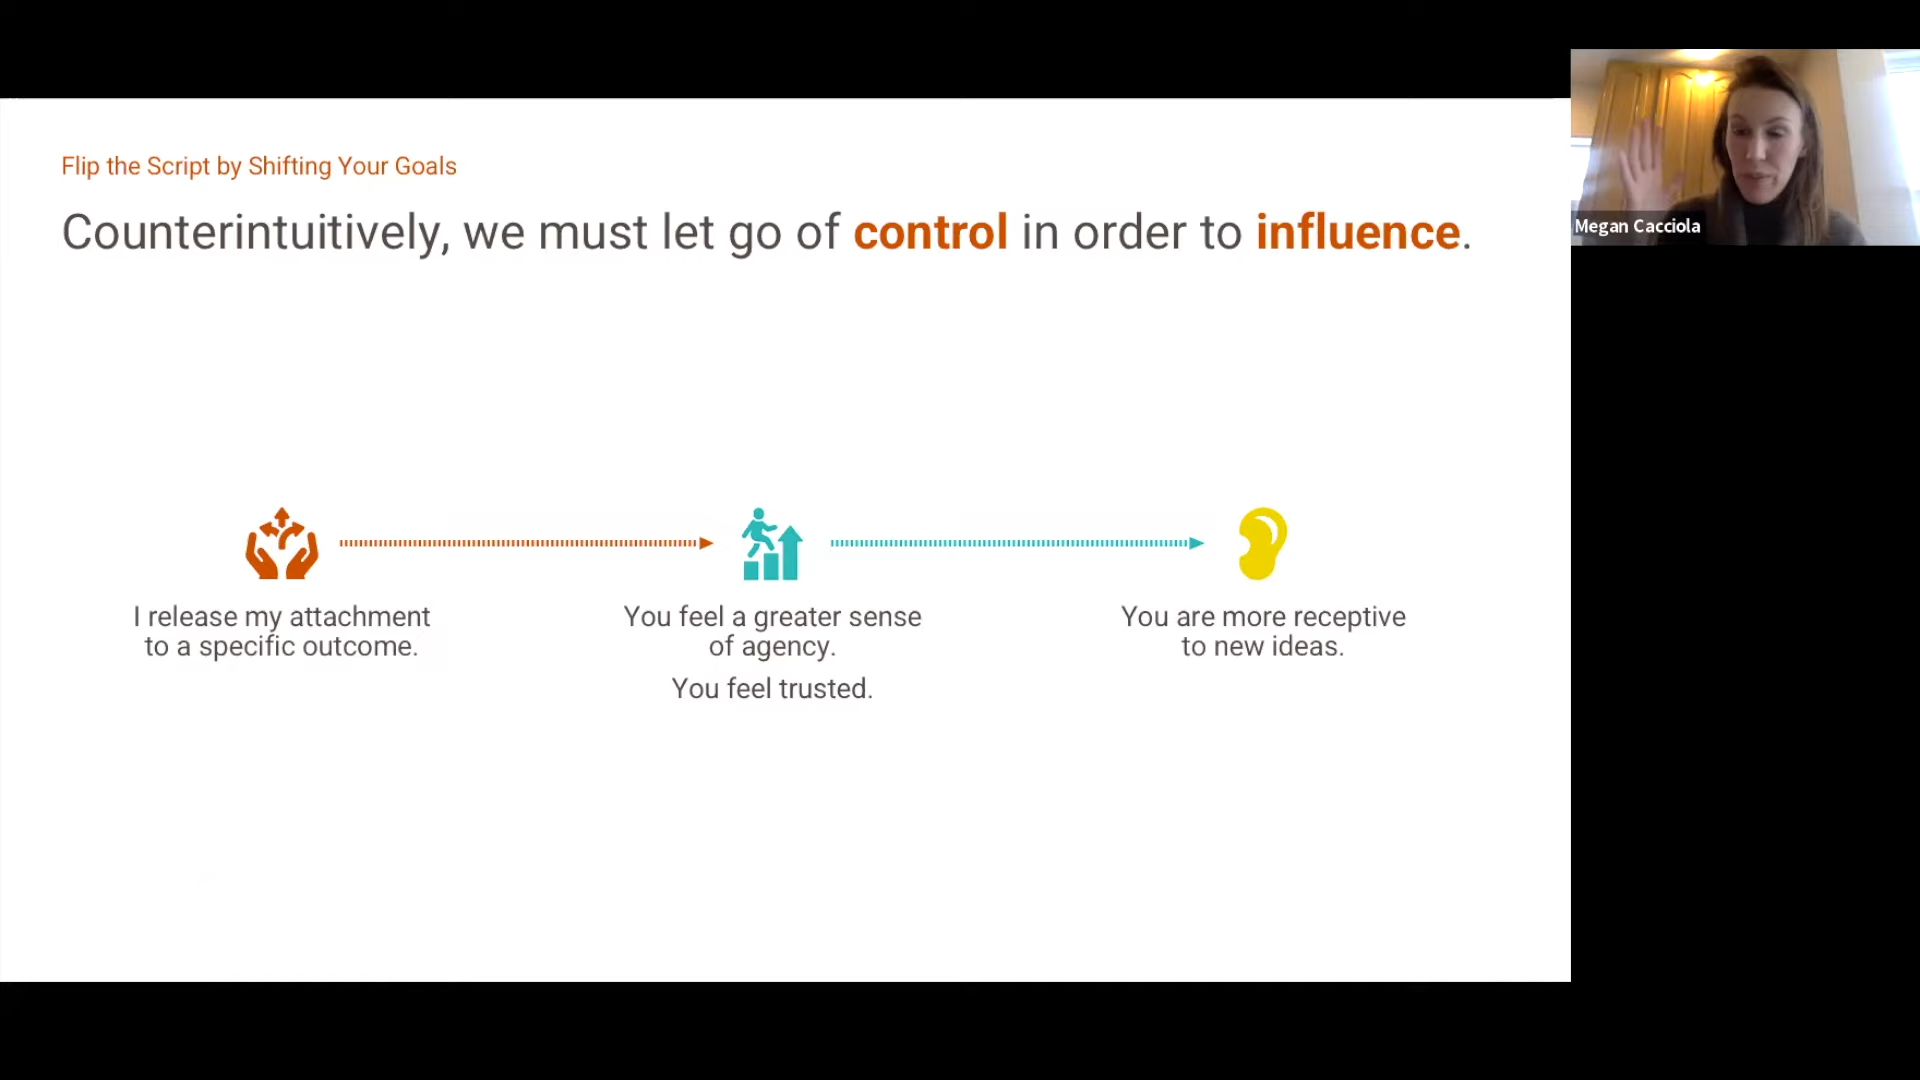 Flip the Script by Shifting Your Goals
Counterintuitively, we must let go of control in order to influence.
Megan Cacciola
I release my attachment
to a specific outcome.
You feel a greater sense
of agency.
You feel trusted.
You are more receptive
to new ideas.